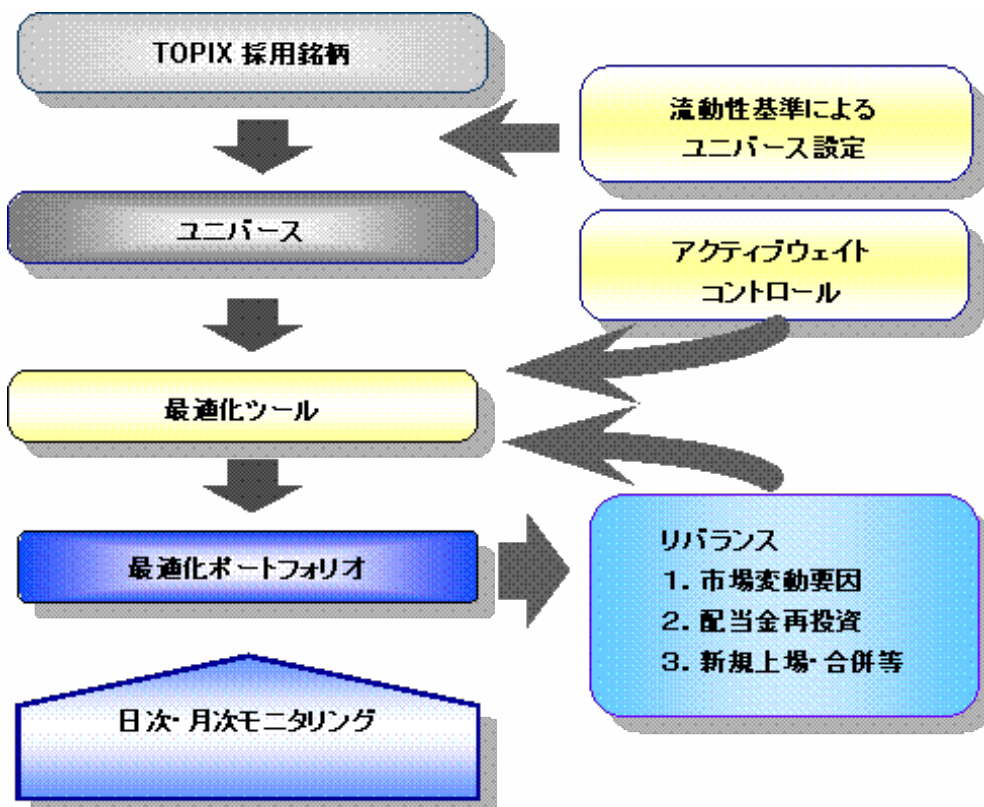 TOPIX 採用銘柄
流動性基準による
ユニバース設定
ユニバース
アクティブウェイト
コントロール
最適化ツール
最適化ポートフォリオ
リバランス
1. 市場変動要因
2. 配当金再投資
3. 新規上場・合併等
日次・月次モニタリング